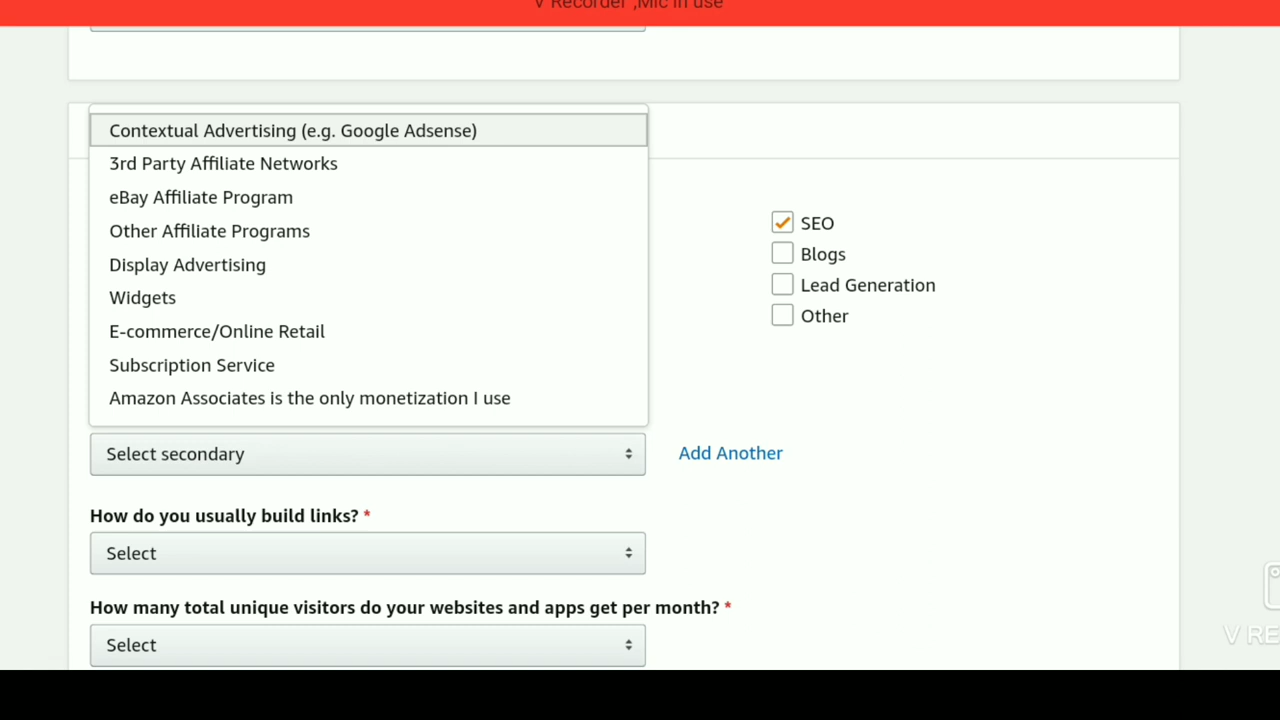 V Recorder ,Mic in use
Contextual Advertising (e.g. Google Adsense)
3rd Party Affiliate Networks
eBay Affiliate Program
Other Affiliate Programs
Display Advertising
Widgets
E-commerce/Online Retail
Subscription Service
Amazon Associates is the only monetization I use
SEO
Blogs
Lead Generation
Other
Select secondary
Add Another
How do you usually build links? *
Select
How many total unique visitors do your websites and apps get per month? *
Select
V RE